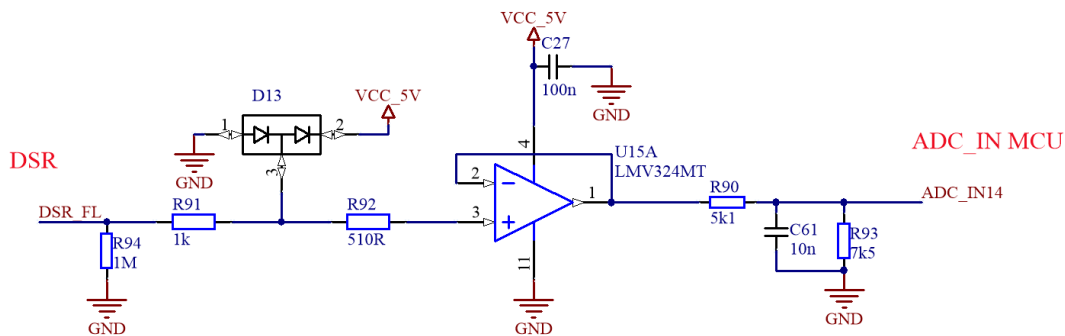 VCC_5V
C27
100n
GND
D13
VCC_5V
1
2
3
GND
DSR
ADC_IN MCU
4
U15A
LMV324MT
2
1
3
11
DSR_FL
R91
1k
R92
510R
R94
1M
GND
GND
R90
5k1
ADC_IN14
C61
10n
R93
7k5
GND